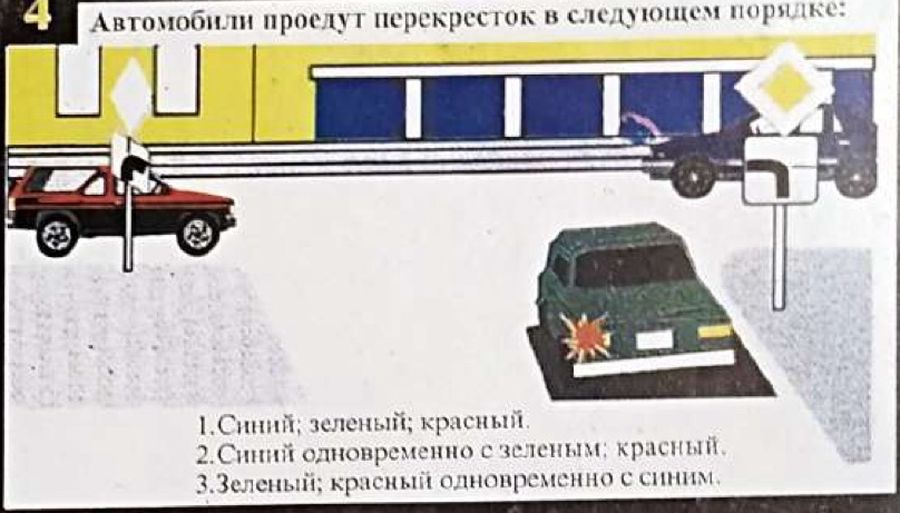 4 Автомобили проедут перекресток в следующем порядке:
1.Синий; зеленый; красный.
2.Синий одновременно с зеленым; красный.
3.Зеленый; красный одновременно с синим.